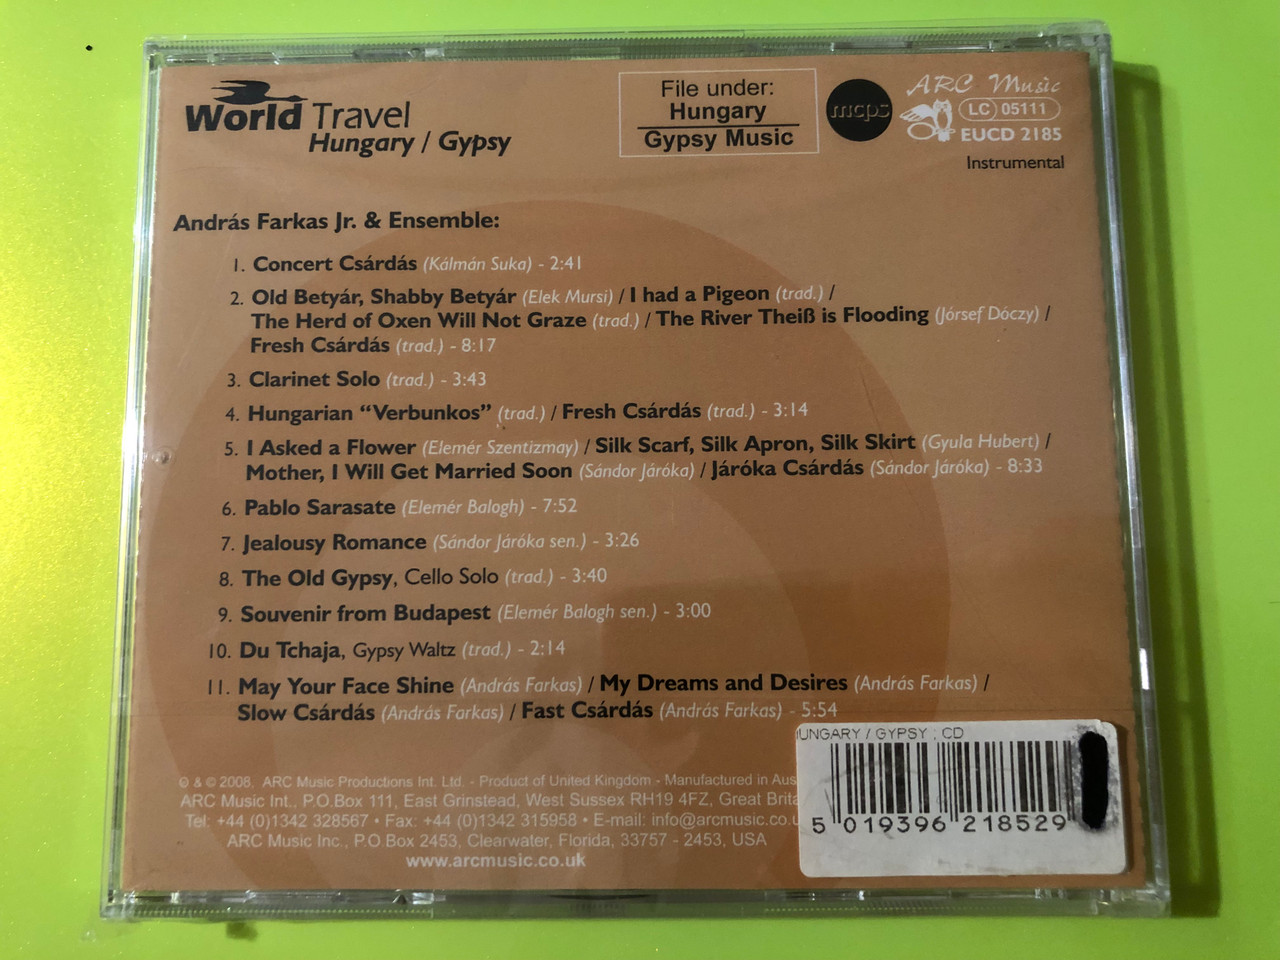 World Travel
Hungary / Gypsy
File under:
Hungary
Gypsy Music
mcps
ARC Music
LC 05111
EUCD 2185
Instrumental
András Farkas Jr. & Ensemble:
1. Concert Csárdás (Kálmán Suka) - 2:41
2. Old Betyár, Shabby Betyár (Elek Mursi) / I had a Pigeon (trad.) /
The Herd of Oxen Will Not Graze (trad.) / The River Theiß is Flooding (Jórsef Dóczy) /
Fresh Csárdás (trad.) - 8:17
3. Clarinet Solo (trad.) - 3:43
4. Hungarian “Verbunkos” (trad.) / Fresh Csárdás (trad.) - 3:14
5. I Asked a Flower (Elemér Szentizmay) / Silk Scarf, Silk Apron, Silk Skirt (Gyula Hubert) /
Mother, I Will Get Married Soon (Sándor Járóka) / Járóka Csárdás (Sándor Járóka) - 8:33
6. Pablo Sarasate (Elemér Balogh) - 7:52
7. Jealousy Romance (Sándor Járóka sen.) - 3:26
8. The Old Gypsy, Cello Solo (trad.) - 3:40
9. Souvenir from Budapest (Elemér Balogh sen.) - 3:00
10. Du Tchaja, Gypsy Waltz (trad.) - 2:14
11. May Your Face Shine (András Farkas) / My Dreams and Desires (András Farkas) /
Slow Csárdás (András Farkas) / Fast Csárdás (András Farkas) - 5:54
℗ & © 2008. ARC Music Productions Int. Ltd. - Product of United Kingdom - Manufactured in Aus
ARC Music Int., P.O.Box 111, East Grinstead, West Sussex RH19 4FZ, Great Brita
Tel: +44 (0)1342 328567 • Fax: +44 (0)1342 315958 • E-mail: info@arcmusic.co.u
ARC Music Inc., P.O.Box 2453, Clearwater, Florida, 33757 - 2453, USA
www.arcmusic.co.uk
UNGARY / GYPSY ; CD
5 019396 218529